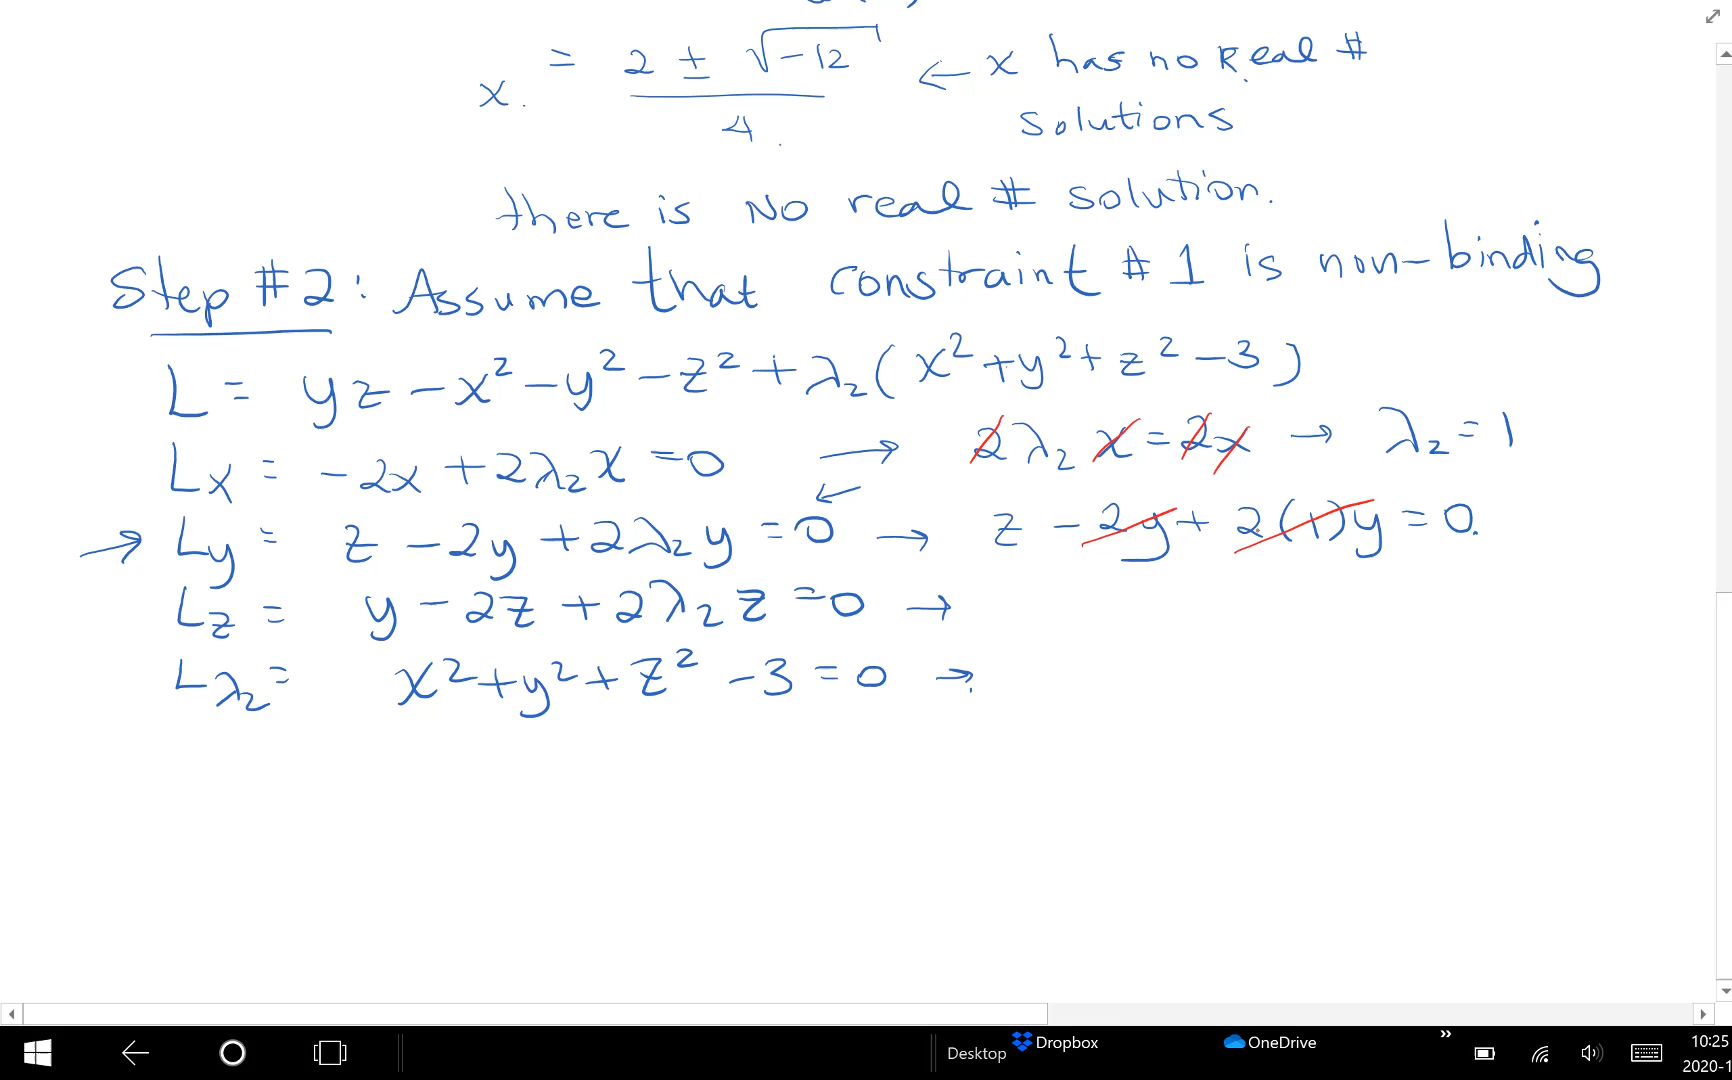 x = 2 ± √-12 / 4 ← x has no Real #
solutions
there is NO real # solution.
Step #2: Assume that constraint #1 is non-binding
L = yz - x² - y² - z² + λ₂(x² + y² + z² - 3)
Lx = -2x + 2λ₂x = 0 → 2λ₂x = 2x → λ₂ = 1
→ Ly = z - 2y + 2λ₂y = 0 → z - 2y + 2(1)y = 0.
Lz = y - 2z + 2λ₂z = 0 →
Lλ₂ = x² + y² + z² - 3 = 0 →
Desktop Dropbox OneDrive »
10:25
2020-1